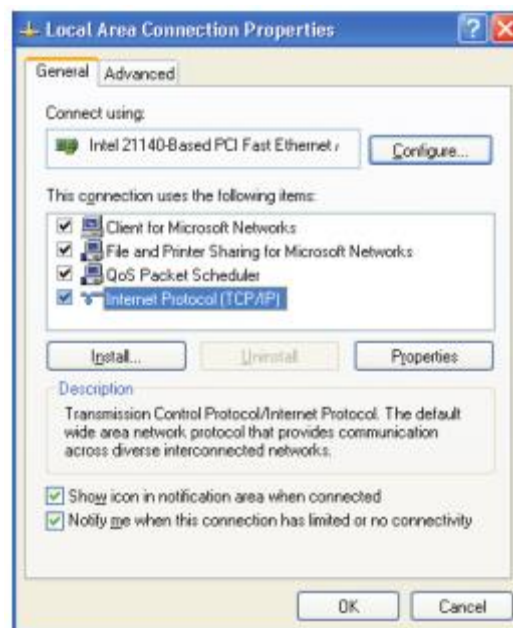 Local Area Connection Properties
General Advanced
Connect using:
Intel 21140-Based PCI Fast Ethernet
Configure...
This connection uses the following items:
Client for Microsoft Networks
File and Printer Sharing for Microsoft Networks
QoS Packet Scheduler
Internet Protocol (TCP/IP)
Install... Uninstall Properties
Description
Transmission Control Protocol/Internet Protocol. The default
wide area network protocol that provides communication
across diverse interconnected networks.
Show icon in notification area when connected
Notify me when this connection has limited or no connectivity
OK Cancel